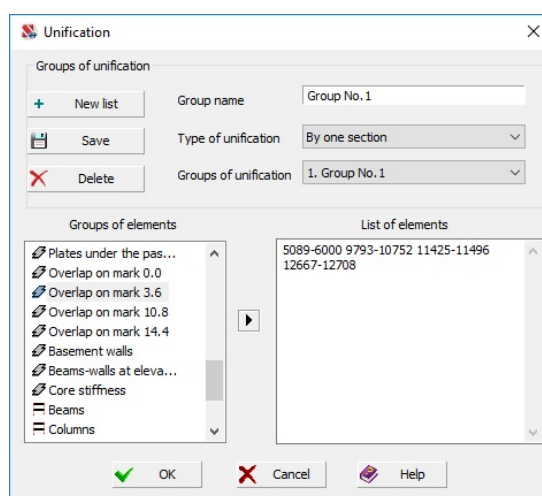 Unification
Groups of unification
New list
Group name
Group No.1
Save
Type of unification
By one section
Delete
Groups of unification
1. Group No.1
Groups of elements
List of elements
Plates under the pas...
Overlap on mark 0.0
Overlap on mark 3.6
Overlap on mark 10.8
Overlap on mark 14.4
Basement walls
Beams-walls at eleva...
Core stiffness
Beams
Columns
5089-6000 9793-10752 11425-11496
12667-12708
OK
Cancel
Help